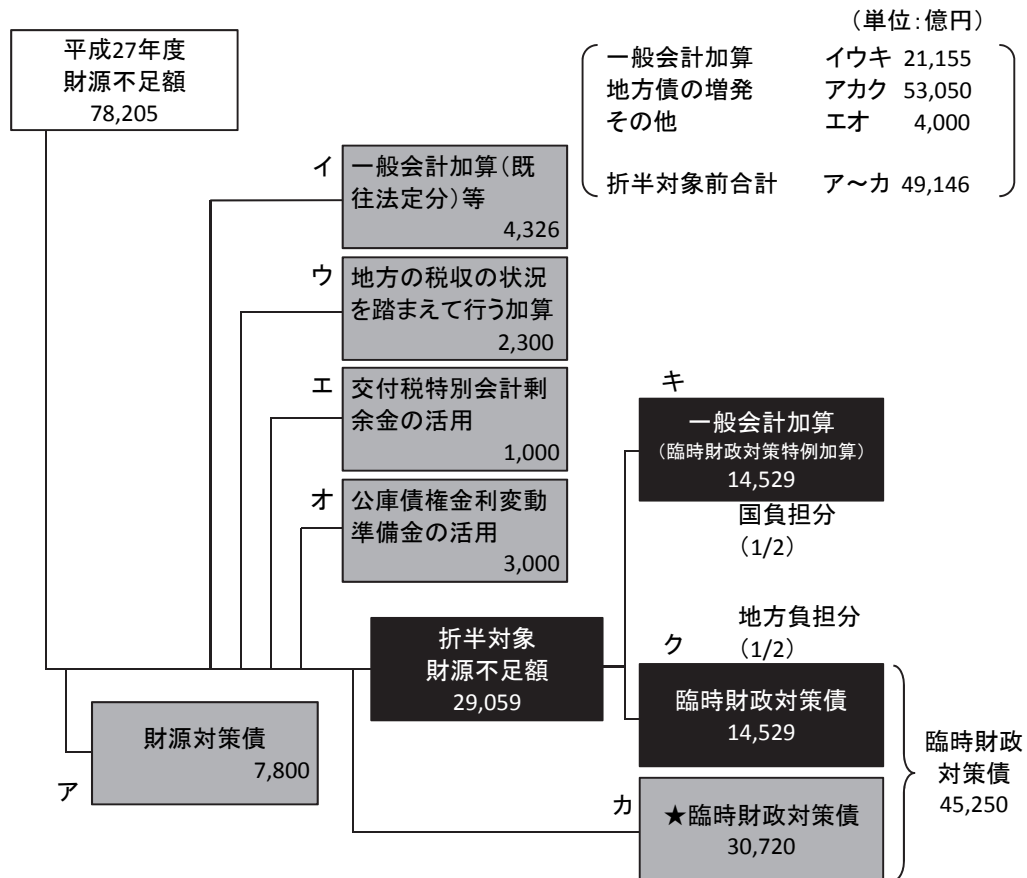 （単位：億円）
平成27年度
財源不足額
78,205
一般会計加算 イウキ 21,155
地方債の増発 アカク 53,050
その他 エオ 4,000
折半対象前合計 ア～カ 49,146
イ
一般会計加算（既
往法定分）等
4,326
ウ
地方の税収の状況
を踏まえて行う加算
2,300
エ
交付税特別会計剰
余金の活用
1,000
オ
公庫債権金利変動
準備金の活用
3,000
キ
一般会計加算
（臨時財政対策特例加算）
14,529
国負担分
（1/2）
折半対象
財源不足額
29,059
地方負担分
（1/2）
ク
臨時財政対策債
14,529
ア
財源対策債
7,800
カ
★臨時財政対策債
30,720
臨時財政
対策債
45,250